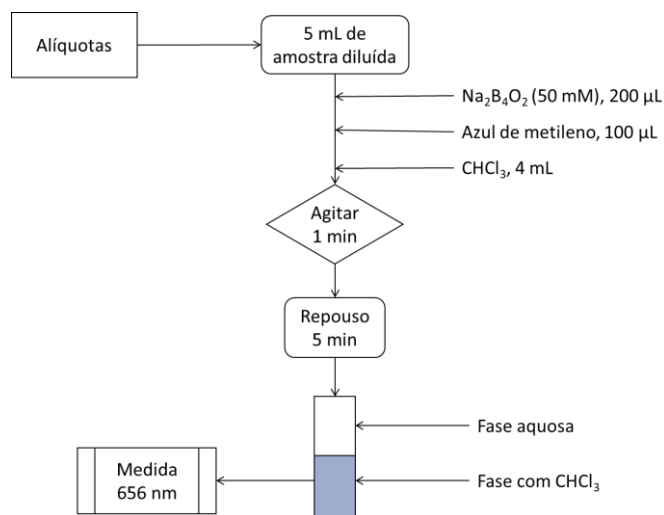 Alíquotas
5 mL de
amostra diluída
Na₂B₄O₂ (50 mM), 200 µL
Azul de metileno, 100 µL
CHCl₃, 4 mL
Agitar
1 min
Repouso
5 min
Fase aquosa
Medida
656 nm
Fase com CHCl₃